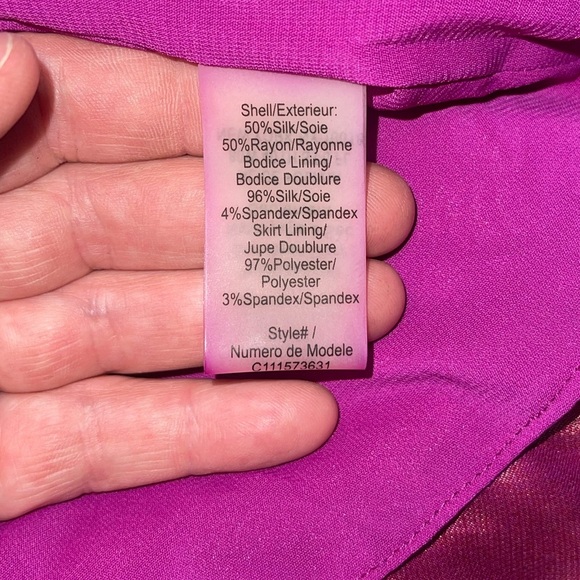 Shell/Exterieur:
50%Silk/Soie
50%Rayon/Rayonne
Bodice Lining/
Bodice Doublure
96%Silk/Soie
4%Spandex/Spandex
Skirt Lining/
Jupe Doublure
97%Polyester/
Polyester
3%Spandex/Spandex
Style# /
Numero de Modele
C111573631